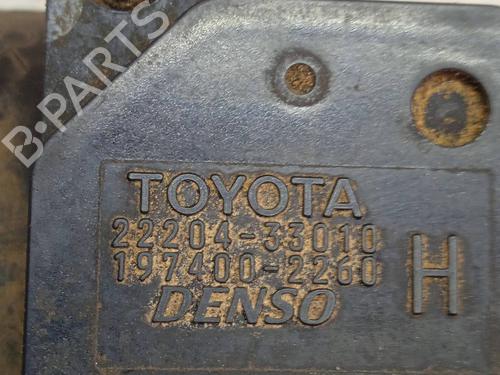 B-PARTS
TOYOTA
22204-33010
197400-2260
DENSO
H